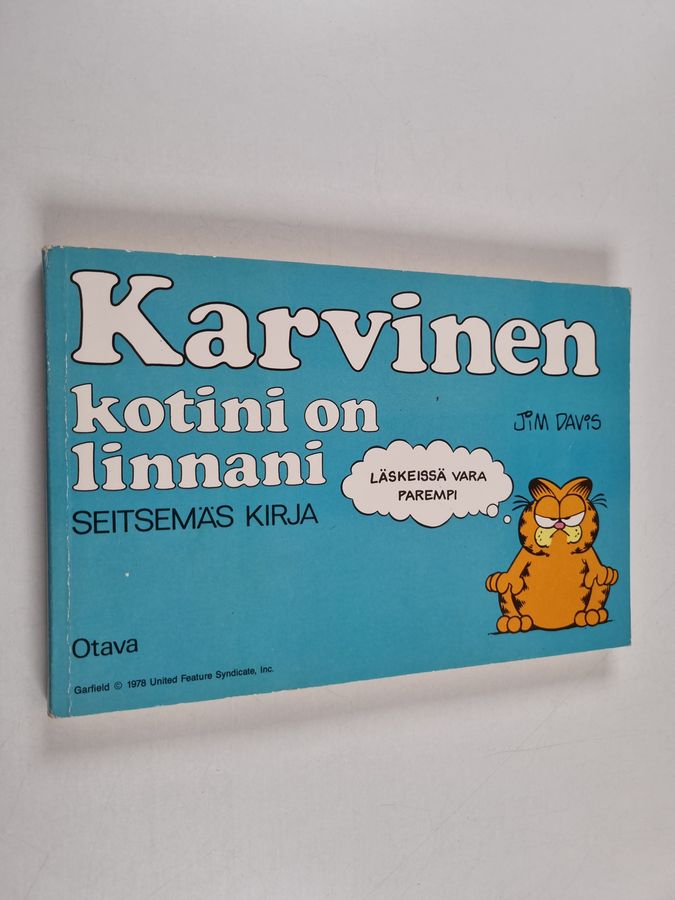 Karvinen
kotini on
linnani
SEITSEMÄS KIRJA
JIM DAVIS
LÄSKEISSÄ VARA
PAREMPI
Otava
Garfield © 1978 United Feature Syndicate, Inc.